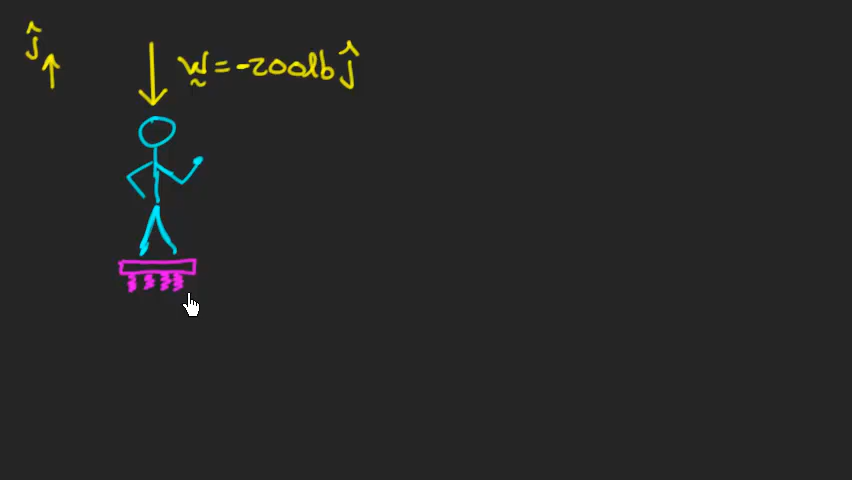 ĵ
w = -200lb ĵ